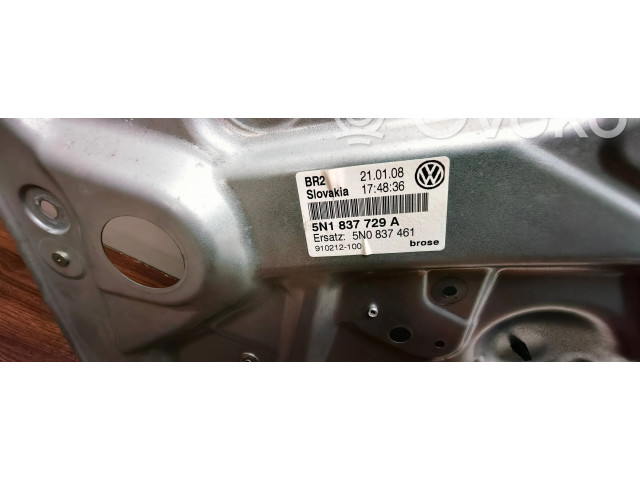 BR2 21.01.08
Slovakia 17:48:36
5N1 837 729 A
Ersatz: 5N0 837 461
910212-100 brose